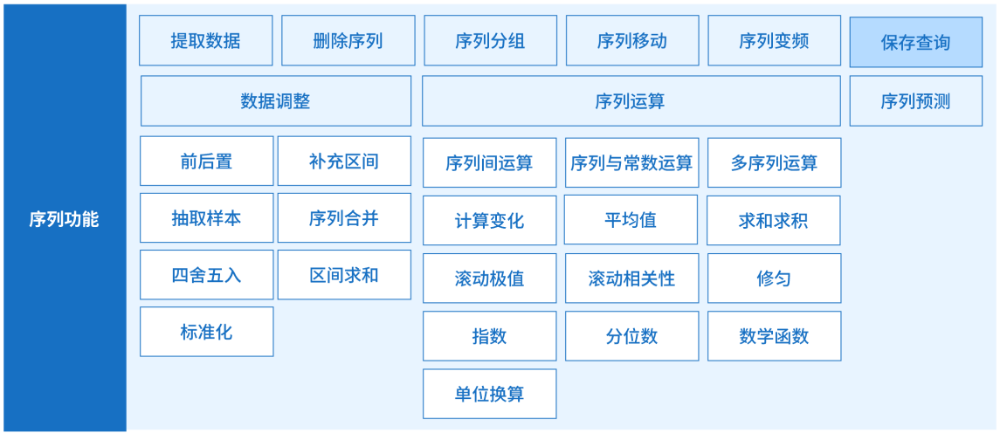 序列功能
提取数据
删除序列
序列分组
序列移动
序列变频
保存查询
数据调整
序列运算
序列预测
前后置
补充区间
序列间运算
序列与常数运算
多序列运算
抽取样本
序列合并
计算变化
平均值
求和求积
四舍五入
区间求和
滚动极值
滚动相关性
修匀
标准化
指数
分位数
数学函数
单位换算